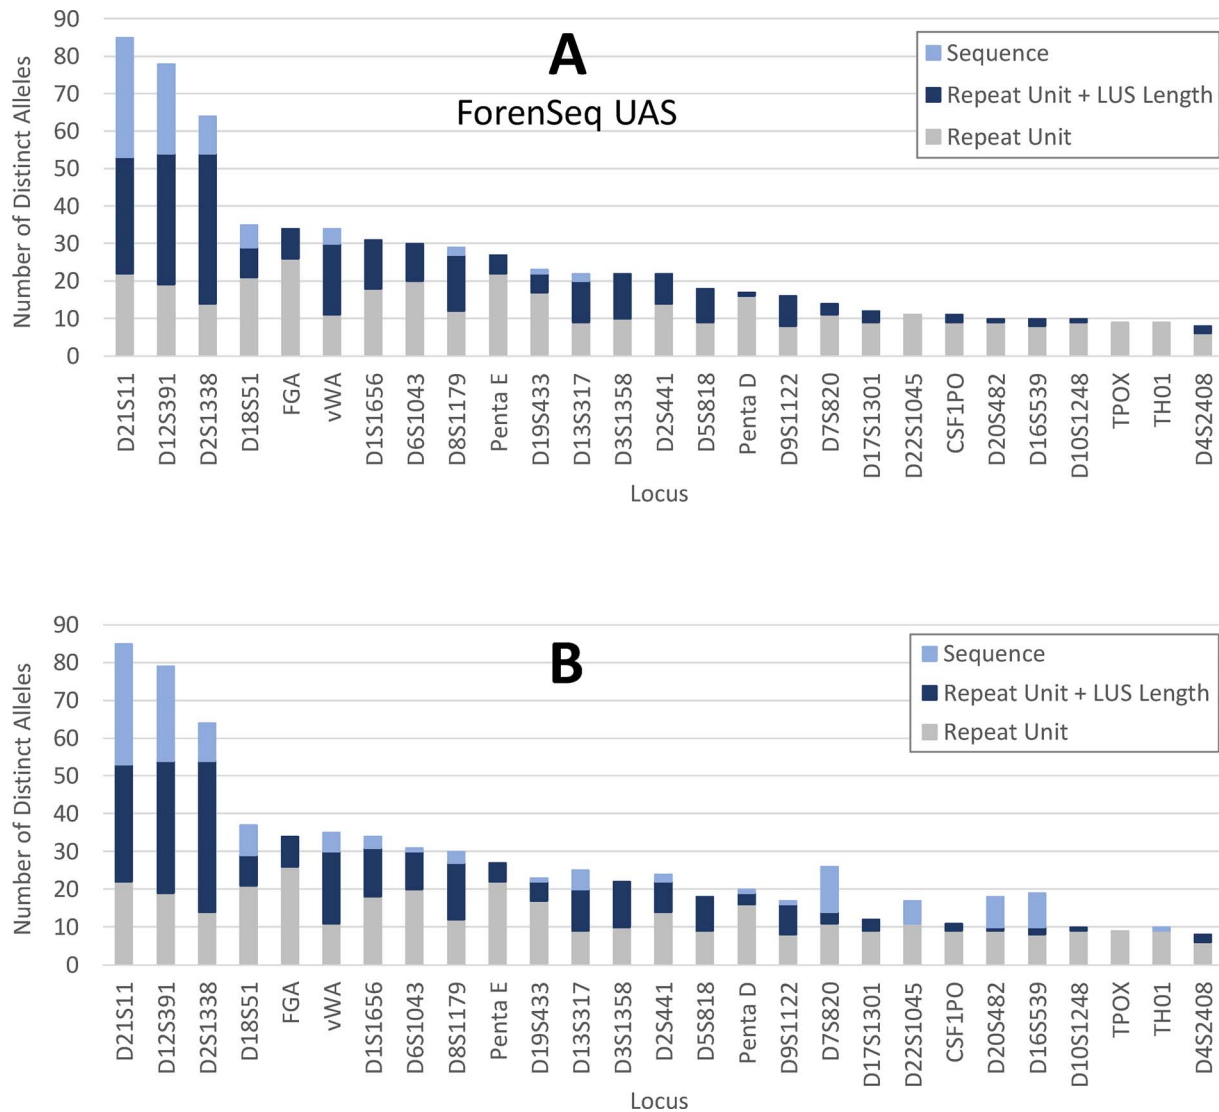 90
80
70
60
50
40
30
20
10
0
Number of Distinct Alleles
A
ForenSeq UAS
Sequence
Repeat Unit + LUS Length
Repeat Unit
D21S11
D12S391
D2S1338
D18S51
FGA
vWA
D1S1656
D6S1043
D8S1179
Penta E
D19S433
D13S317
D3S1358
D2S441
D5S818
Penta D
D9S1122
D7S820
D17S1301
D22S1045
CSF1PO
D20S482
D16S539
D10S1248
TPOX
TH01
D4S2408
Locus
90
80
70
60
50
40
30
20
10
0
Number of Distinct Alleles
B
Sequence
Repeat Unit + LUS Length
Repeat Unit
D21S11
D12S391
D2S1338
D18S51
FGA
vWA
D1S1656
D6S1043
D8S1179
Penta E
D19S433
D13S317
D3S1358
D2S441
D5S818
Penta D
D9S1122
D7S820
D17S1301
D22S1045
CSF1PO
D20S482
D16S539
D10S1248
TPOX
TH01
D4S2408
Locus